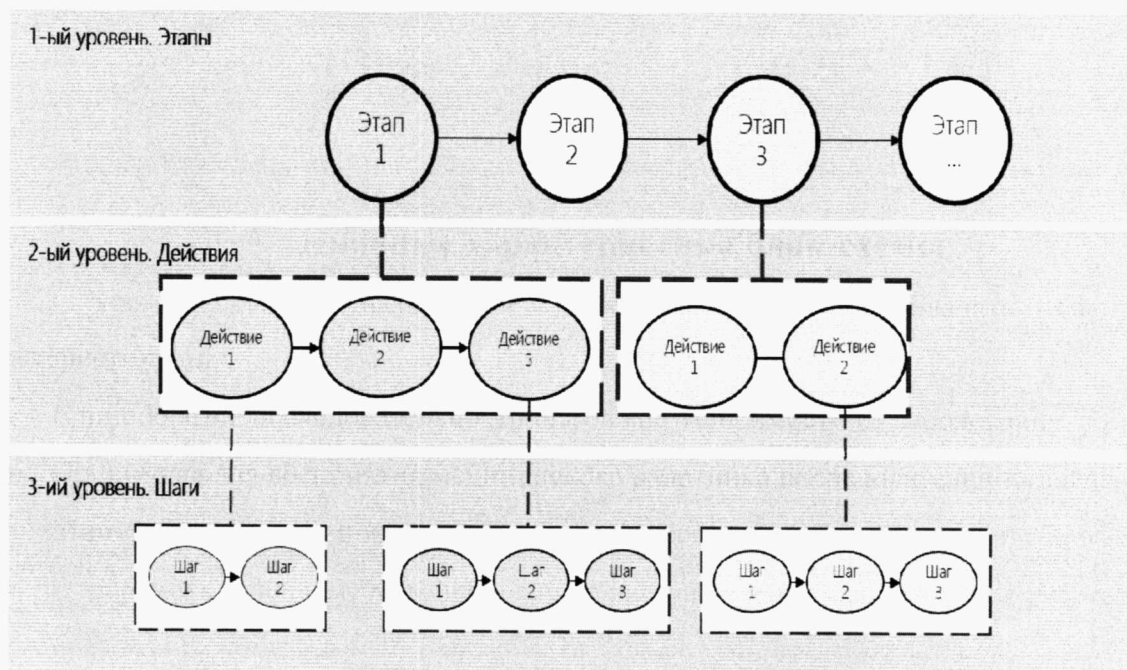 1-ый уровень. Этапы
Этап
1
Этап
2
Этап
3
Этап
...
2-ый уровень. Действия
Действие
1
Действие
2
Действие
3
Действие
1
Действие
2
3-ий уровень. Шаги
Шаг
1
Шаг
2
Шаг
1
Шаг
2
Шаг
3
Шаг
1
Шаг
2
Шаг
3